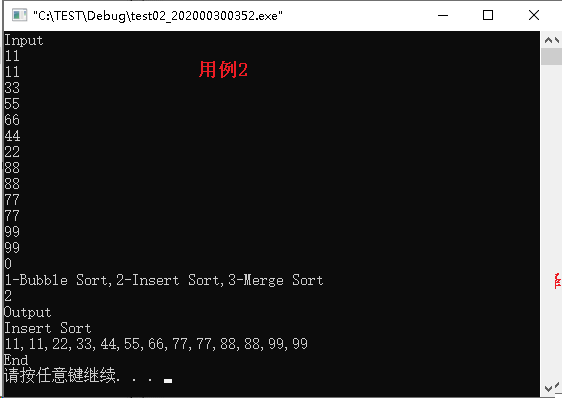 "C:\TEST\Debug\test02_202000300352.exe"
Input
11
11
用例2
33
55
66
44
22
88
88
77
77
99
99
0
1-Bubble Sort,2-Insert Sort,3-Merge Sort
2
Output
Insert Sort
11,11,22,33,44,55,66,77,77,88,88,99,99
End
请按任意键继续. . .